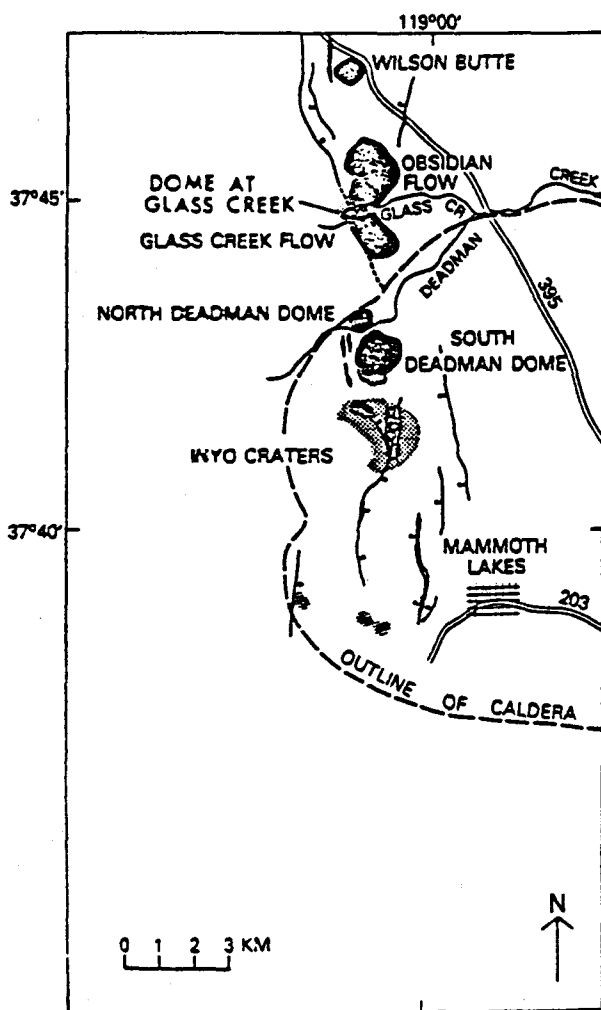 119°00'
WILSON BUTTE
OBSIDIAN
FLOW
37°45'
DOME AT
GLASS CREEK
GLASS CR
CREEK
GLASS CREEK FLOW
DEADMAN
395
NORTH DEADMAN DOME
SOUTH
DEADMAN DOME
INYO CRATERS
37°40'
MAMMOTH
LAKES
203
OUTLINE OF CALDERA
N
0 1 2 3 KM